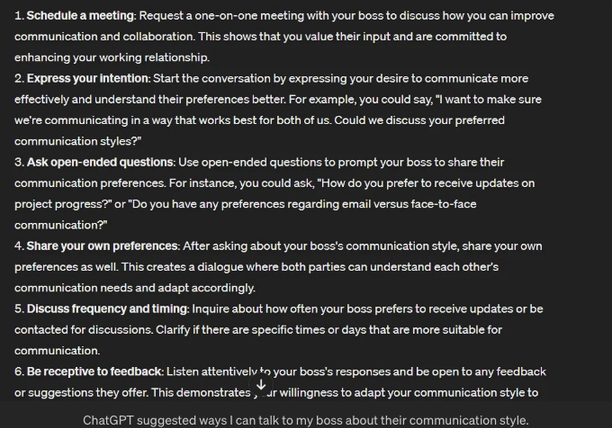 1. Schedule a meeting: Request a one-on-one meeting with your boss to discuss how you can improve
communication and collaboration. This shows that you value their input and are committed to
enhancing your working relationship.
2. Express your intention: Start the conversation by expressing your desire to communicate more
effectively and understand their preferences better. For example, you could say, "I want to make sure
we're communicating in a way that works best for both of us. Could we discuss your preferred
communication styles?"
3. Ask open-ended questions: Use open-ended questions to prompt your boss to share their
communication preferences. For instance, you could ask, "How do you prefer to receive updates on
project progress?" or "Do you have any preferences regarding email versus face-to-face
communication?"
4. Share your own preferences: After asking about your boss's communication style, share your own
preferences as well. This creates a dialogue where both parties can understand each other's
communication needs and adapt accordingly.
5. Discuss frequency and timing: Inquire about how often your boss prefers to receive updates or be
contacted for discussions. Clarify if there are specific times or days that are more suitable for
communication.
6. Be receptive to feedback: Listen attentively to your boss's responses and be open to any feedback
or suggestions they offer. This demonstrates willingness to adapt your communication style to
ChatGPT suggested ways I can talk to my boss about their communication style.